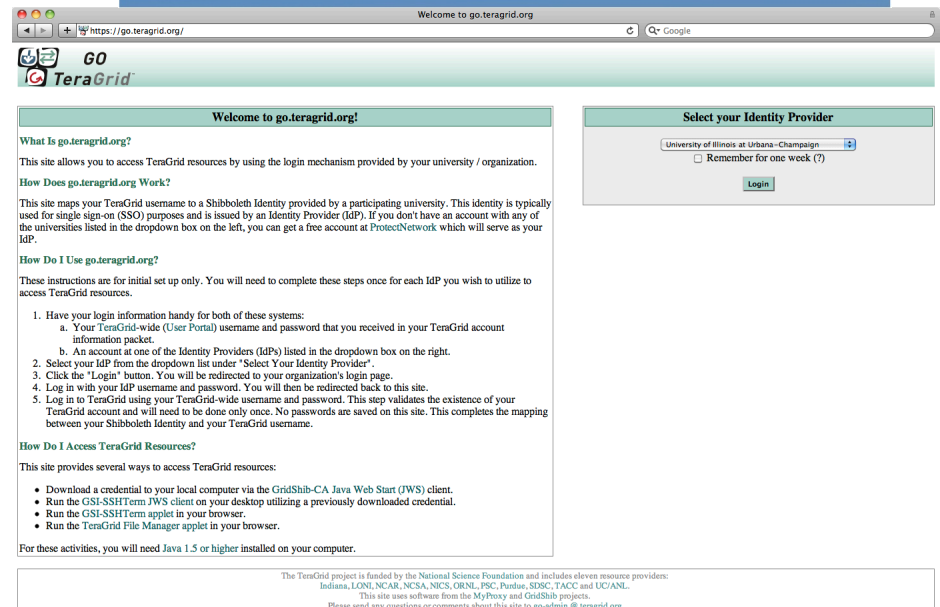 Welcome to go.teragrid.org
https://go.teragrid.org/
Google
GO
TeraGrid
Welcome to go.teragrid.org!
What Is go.teragrid.org?
This site allows you to access TeraGrid resources by using the login mechanism provided by your university / organization.
How Does go.teragrid.org Work?
This site maps your TeraGrid username to a Shibboleth Identity provided by a participating university. This identity is typically
used for single sign-on (SSO) purposes and is issued by an Identity Provider (IdP). If you don't have an account with any of
the universities listed in the dropdown box on the left, you can get a free account at ProtectNetwork which will serve as your
IdP.
How Do I Use go.teragrid.org?
These instructions are for initial set up only. You will need to complete these steps once for each IdP you wish to utilize to
access TeraGrid resources.
1. Have your login information handy for both of these systems:
a. Your TeraGrid-wide (User Portal) username and password that you received in your TeraGrid account
information packet.
b. An account at one of the Identity Providers (IdPs) listed in the dropdown box on the right.
2. Select your IdP from the dropdown list under "Select Your Identity Provider".
3. Click the "Login" button. You will be redirected to your organization's login page.
4. Log in with your IdP username and password. You will then be redirected back to this site.
5. Log in to TeraGrid using your TeraGrid-wide username and password. This step validates the existence of your
TeraGrid account and will need to be done only once. No passwords are saved on this site. This completes the mapping
between your Shibboleth Identity and your TeraGrid username.
How Do I Access TeraGrid Resources?
This site provides several ways to access TeraGrid resources:
• Download a credential to your local computer via the GridShib-CA Java Web Start (JWS) client.
• Run the GSI-SSHTerm JWS client on your desktop utilizing a previously downloaded credential.
• Run the GSI-SSHTerm applet in your browser.
• Run the TeraGrid File Manager applet in your browser.
For these activities, you will need Java 1.5 or higher installed on your computer.
Select your Identity Provider
University of Illinois at Urbana-Champaign
Remember for one week (?)
Login
The TeraGrid project is funded by the National Science Foundation and includes eleven resource providers:
Indiana, LONI, NCAR, NCSA, NICS, ORNL, PSC, Purdue, SDSC, TACC and UC/ANL.
This site uses software from the MyProxy and GridShib projects.
Please send any questions or comments about this site to go-admin @ teragrid.org